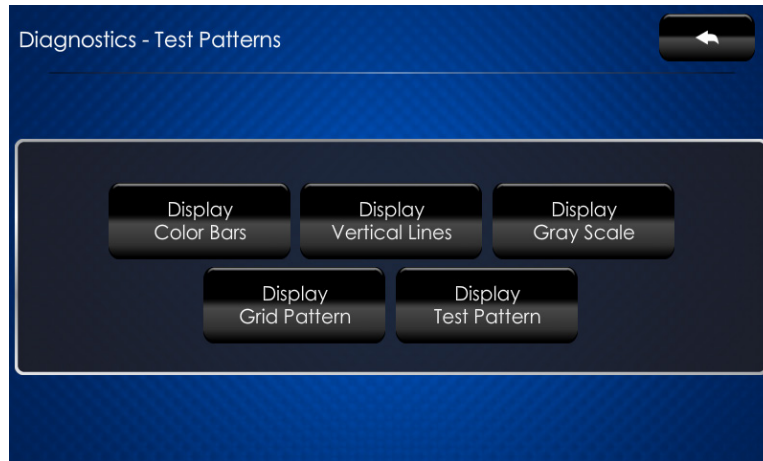 Diagnostics - Test Patterns
Display
Color Bars
Display
Vertical Lines
Display
Gray Scale
Display
Grid Pattern
Display
Test Pattern